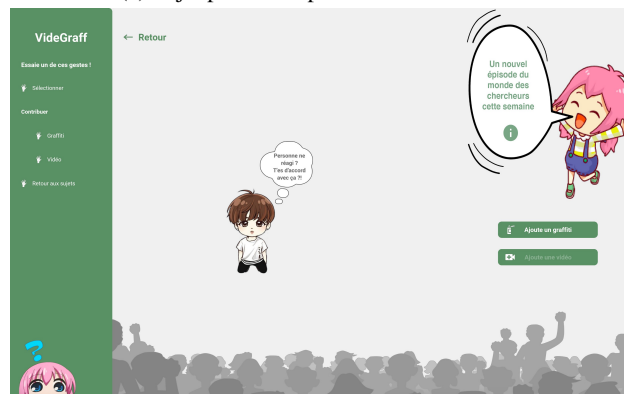 VideGraff
Essaie un de ces gestes !
Sélectionner
Contribuer
Graffiti
Vidéo
Retour aux sujets
← Retour
Personne ne
réagi ?
T'es d'accord
avec ça ?!
Un nouvel
épisode du
monde des
chercheurs
cette semaine
i
Ajoute un graffiti
Ajoute une vidéo
?